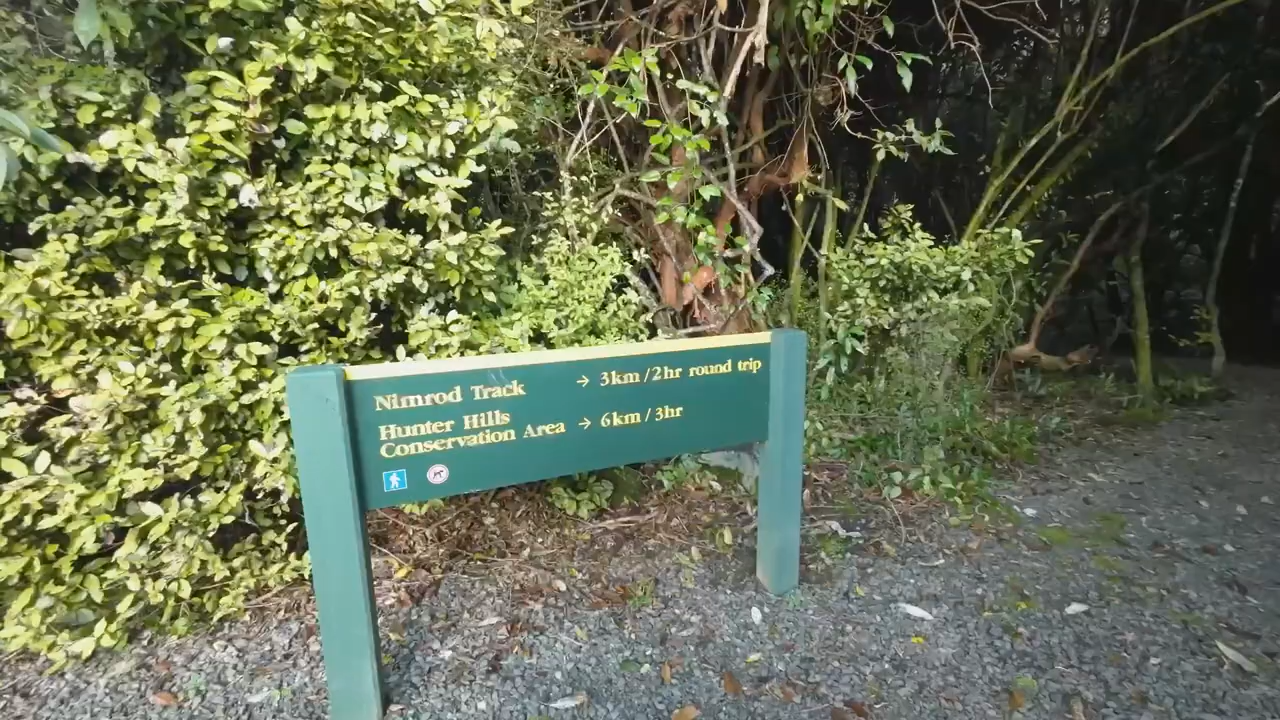 Nimrod Track → 3km/2hr round trip
Hunter Hills
Conservation Area → 6km/3hr